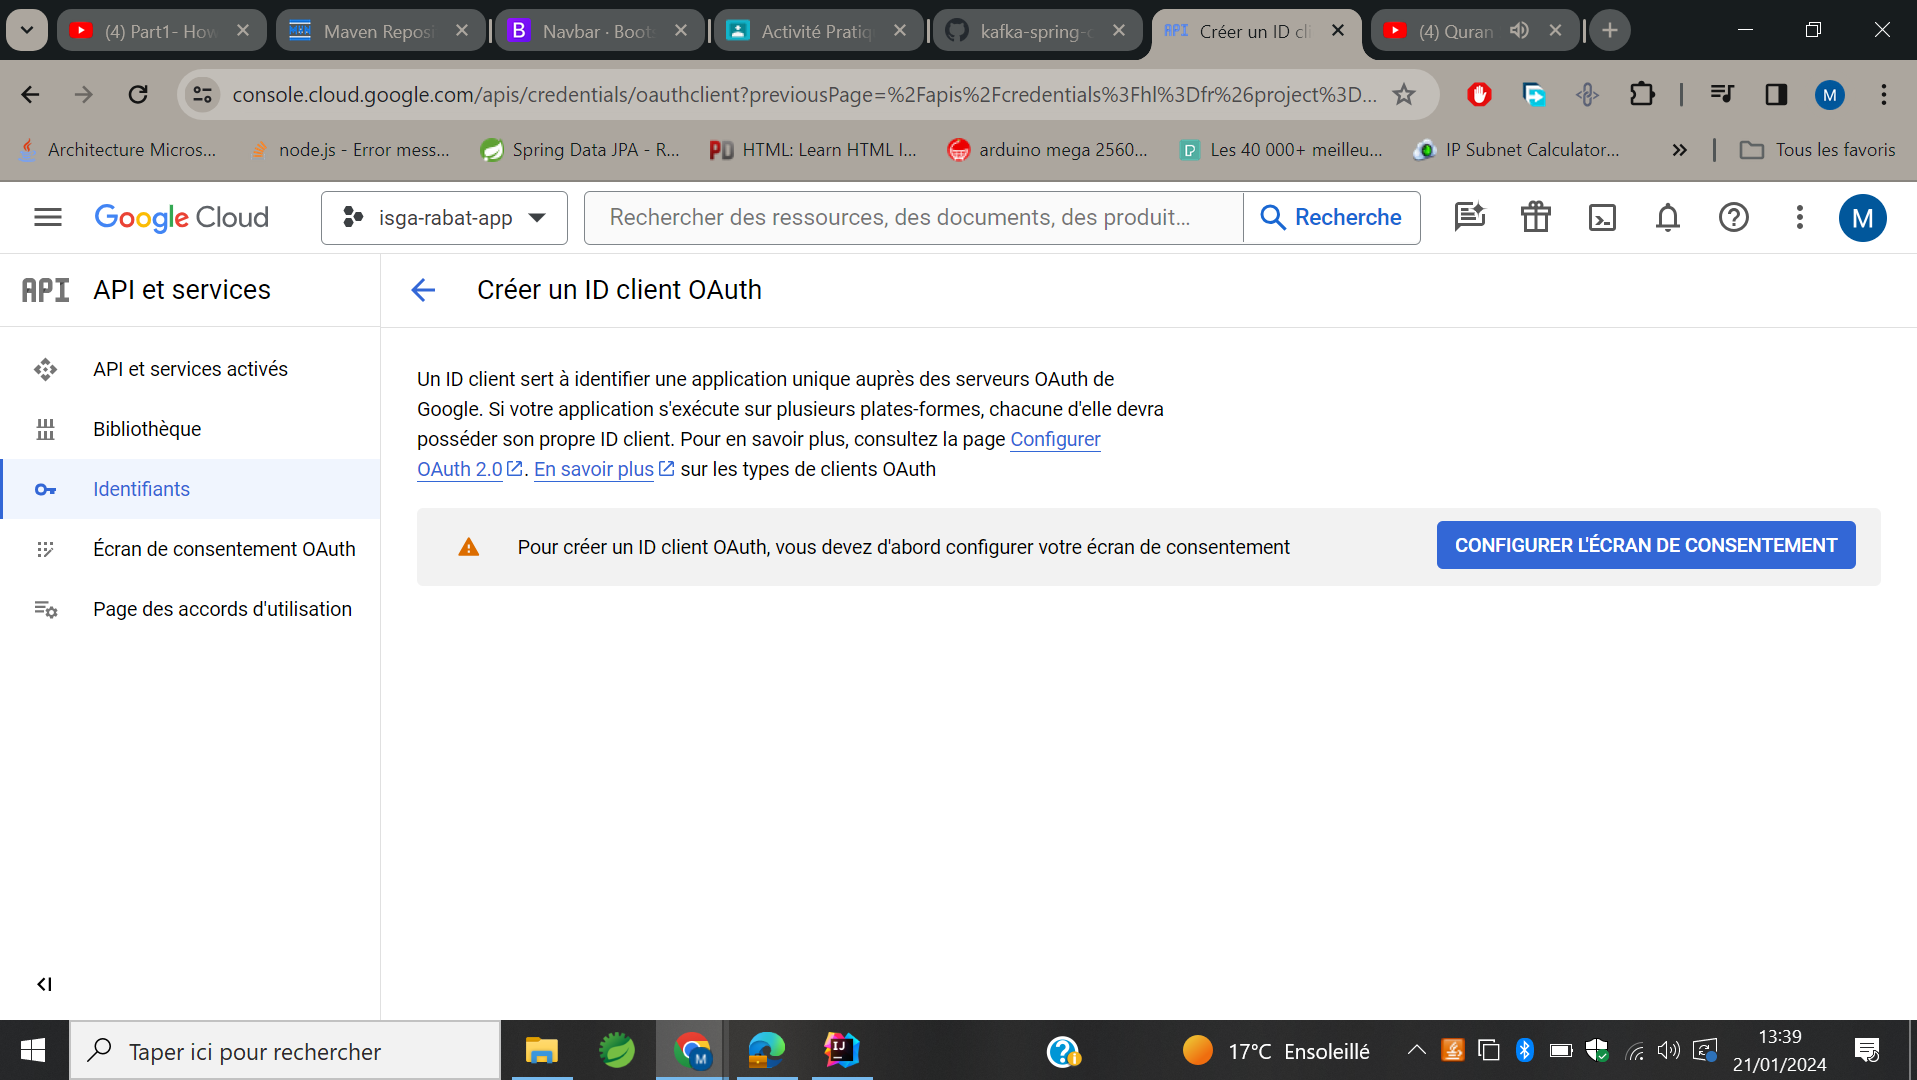 (4) Part1- How
Maven Reposi
B Navbar · Boots
Activité Pratiq
kafka-spring-c
API Créer un ID cli
(4) Quran
console.cloud.google.com/apis/credentials/oauthclient?previousPage=%2Fapis%2Fcredentials%3Fhl%3Dfr%26project%3D...
M
Architecture Micros...
node.js - Error mess...
Spring Data JPA - R...
PD HTML: Learn HTML I...
arduino mega 2560...
Les 40 000+ meilleu...
IP Subnet Calculator...
»
Tous les favoris
Google Cloud
isga-rabat-app
Rechercher des ressources, des documents, des produit...
Recherche
M
API API et services
Créer un ID client OAuth
API et services activés
Bibliothèque
Identifiants
Écran de consentement OAuth
Page des accords d'utilisation
Un ID client sert à identifier une application unique auprès des serveurs OAuth de
Google. Si votre application s'exécute sur plusieurs plates-formes, chacune d'elle devra
posséder son propre ID client. Pour en savoir plus, consultez la page Configurer
OAuth 2.0. En savoir plus sur les types de clients OAuth
Pour créer un ID client OAuth, vous devez d'abord configurer votre écran de consentement
CONFIGURER L'ÉCRAN DE CONSENTEMENT
Taper ici pour rechercher
M
IJ
17°C Ensoleillé
13:39
21/01/2024